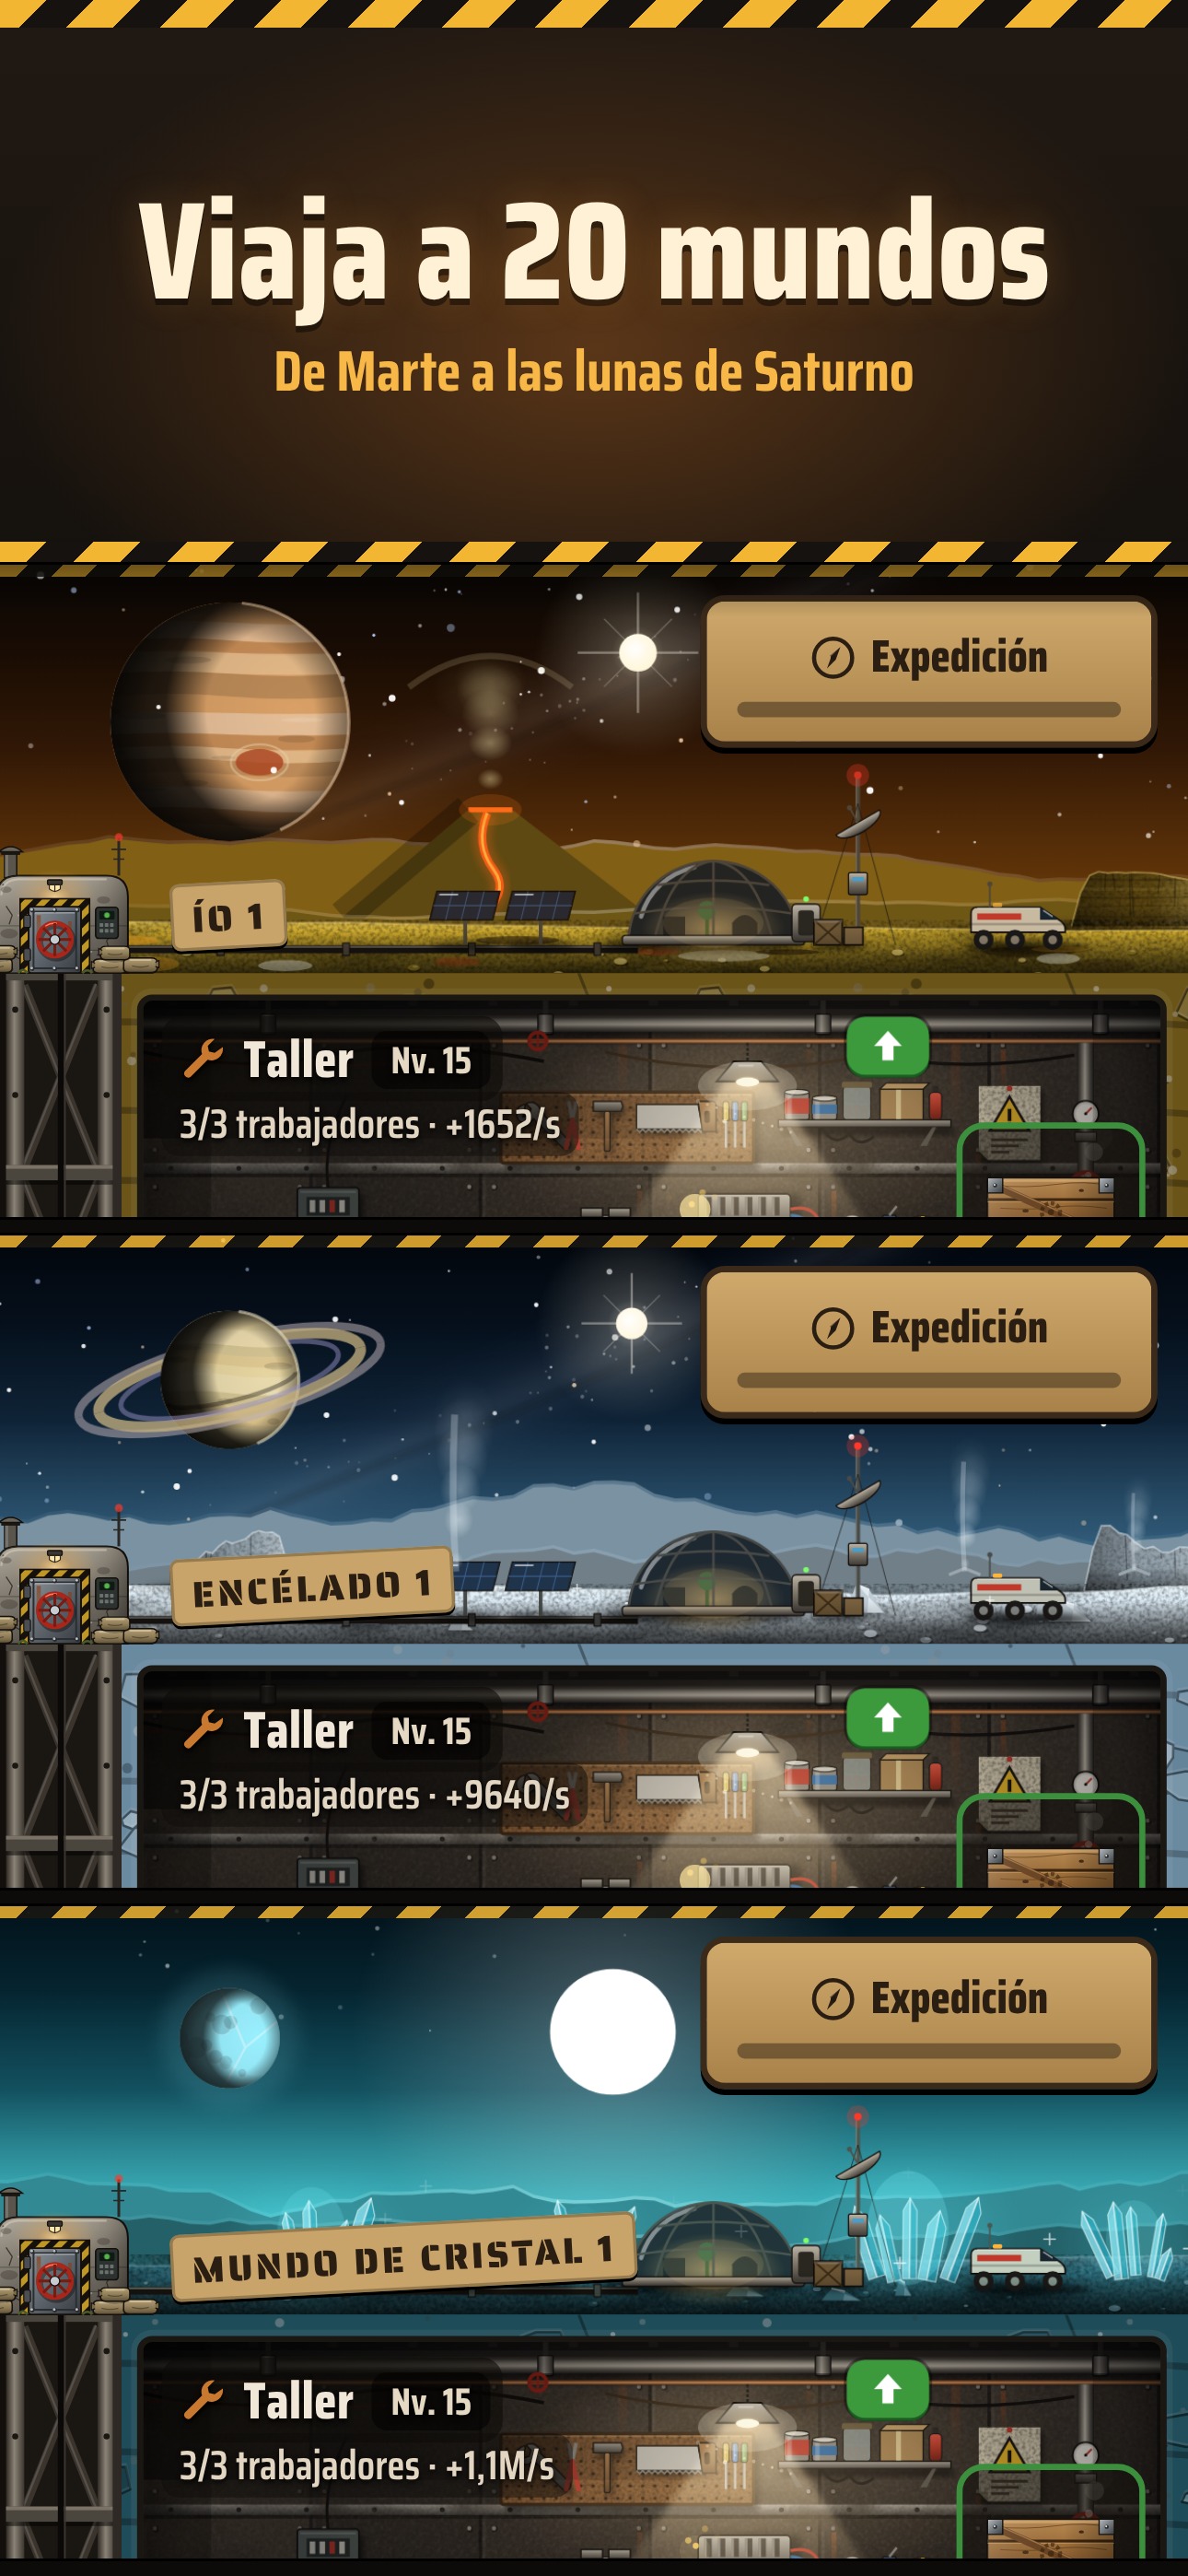 Viaja a 20 mundos
De Marte a las lunas de Saturno
Expedición
ÍO 1
Taller Nv. 15
3/3 trabajadores · +1652/s
Expedición
ENCÉLADO 1
Taller Nv. 15
3/3 trabajadores · +9640/s
Expedición
MUNDO DE CRISTAL 1
Taller Nv. 15
3/3 trabajadores · +1,1M/s